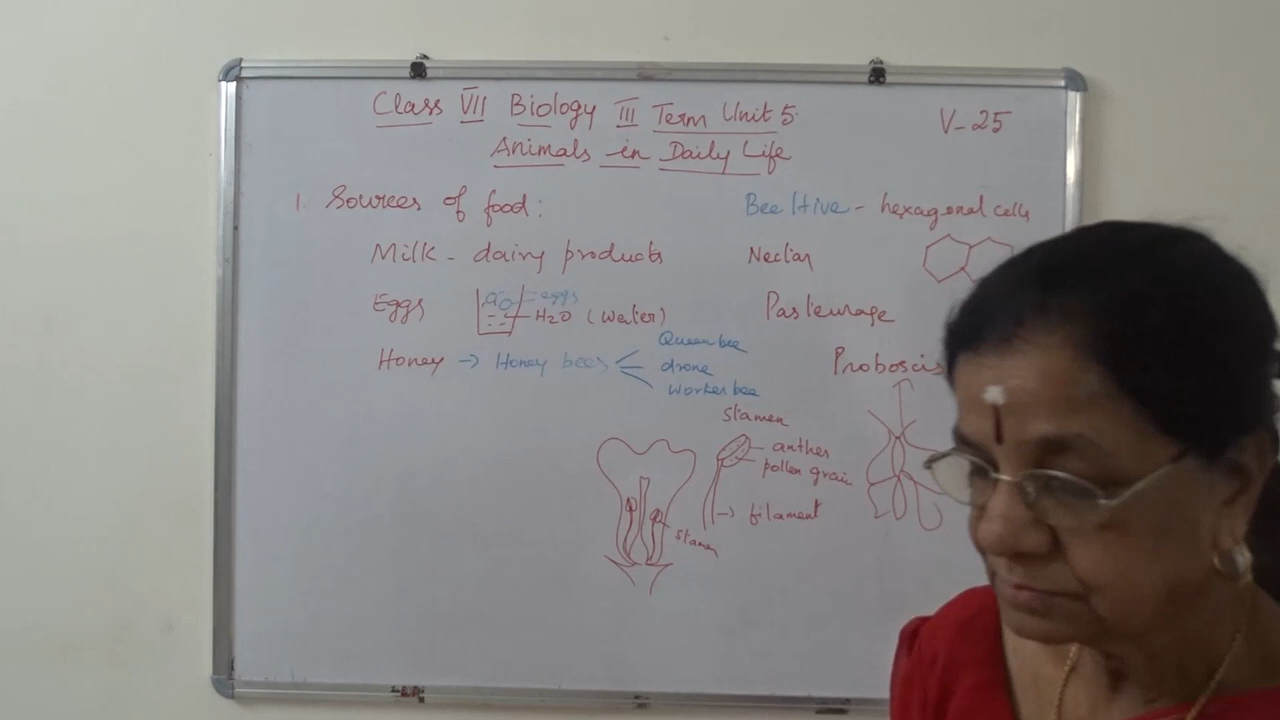 Class VII Biology III Term Unit 5
V-25
Animals in Daily Life
1. Sources of food:
Bee Hive - hexagonal cells
Milk - dairy products
Nectar
Eggs
eggs
H2O (water)
Pasteurage
Honey → Honey bees
Queen bee
drone
worker bee
Proboscis
Stamen
anther
pollen grain
filament
stamen